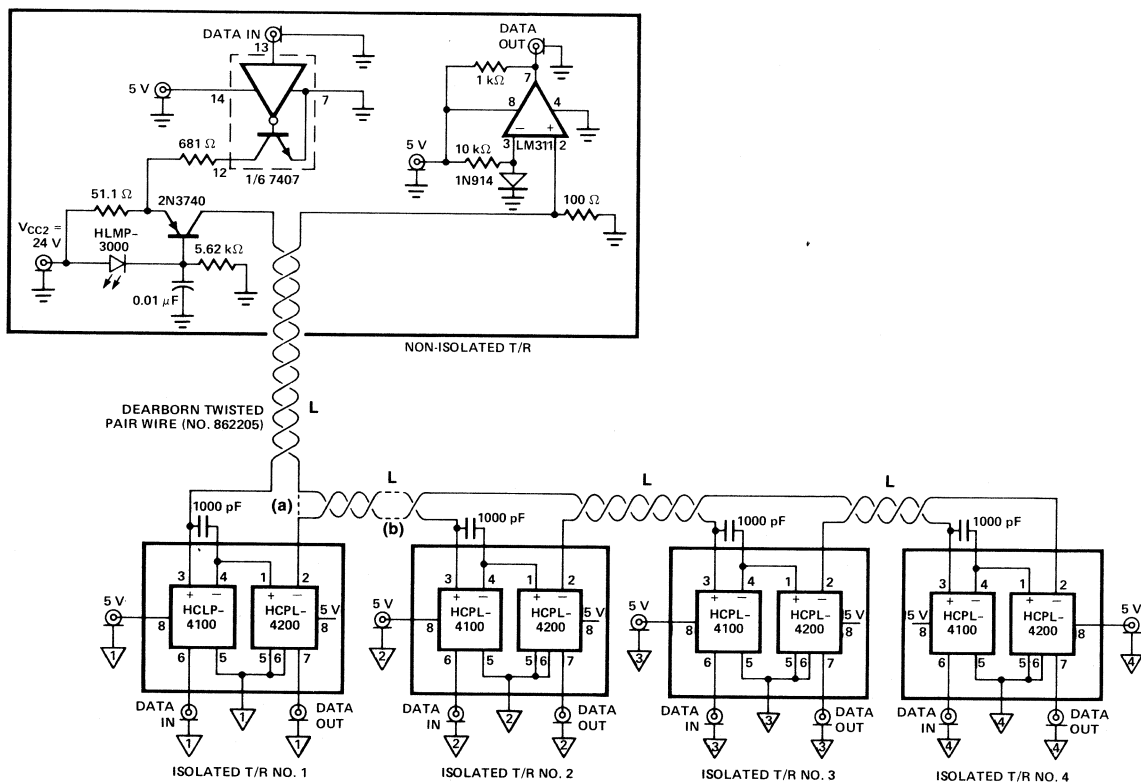 DATA IN
13
5 V
14
7
681 Ω
12
1/6 7407
51.1 Ω
2N3740
VCC2 =
24 V
HLMP–
3000
5.62 kΩ
0.01 μF
DATA
OUT
1 kΩ
7
8
4
–
+
LM311
3
2
5 V
10 kΩ
1N914
100 Ω
NON-ISOLATED T/R
DEARBORN TWISTED
PAIR WIRE (NO. 862205)
L
L
L
L
(a)
(b)
1000 pF
1000 pF
1000 pF
1000 pF
3
4
1
2
+
–
+
–
HCLP–
4100
HCPL–
4200
5 V
8
5 V
8
6
5
5
6
7
1
1
DATA
IN
DATA
OUT
1
1
ISOLATED T/R NO. 1
3
4
1
2
+
–
+
–
HCPL–
4100
HCPL–
4200
5 V
8
5 V
8
6
5
5
6
7
2
2
DATA
IN
DATA
OUT
2
2
ISOLATED T/R NO. 2
3
4
1
2
+
–
+
–
HCPL–
4100
HCPL–
4200
5 V
8
5 V
8
6
5
5
6
7
3
3
DATA
IN
DATA
OUT
3
3
ISOLATED T/R NO. 3
3
4
1
2
+
–
+
–
HCPL–
4100
HCPL–
4200
5 V
8
5 V
8
6
5
5
6
7
4
4
DATA
IN
DATA
OUT
4
4
ISOLATED T/R NO. 4